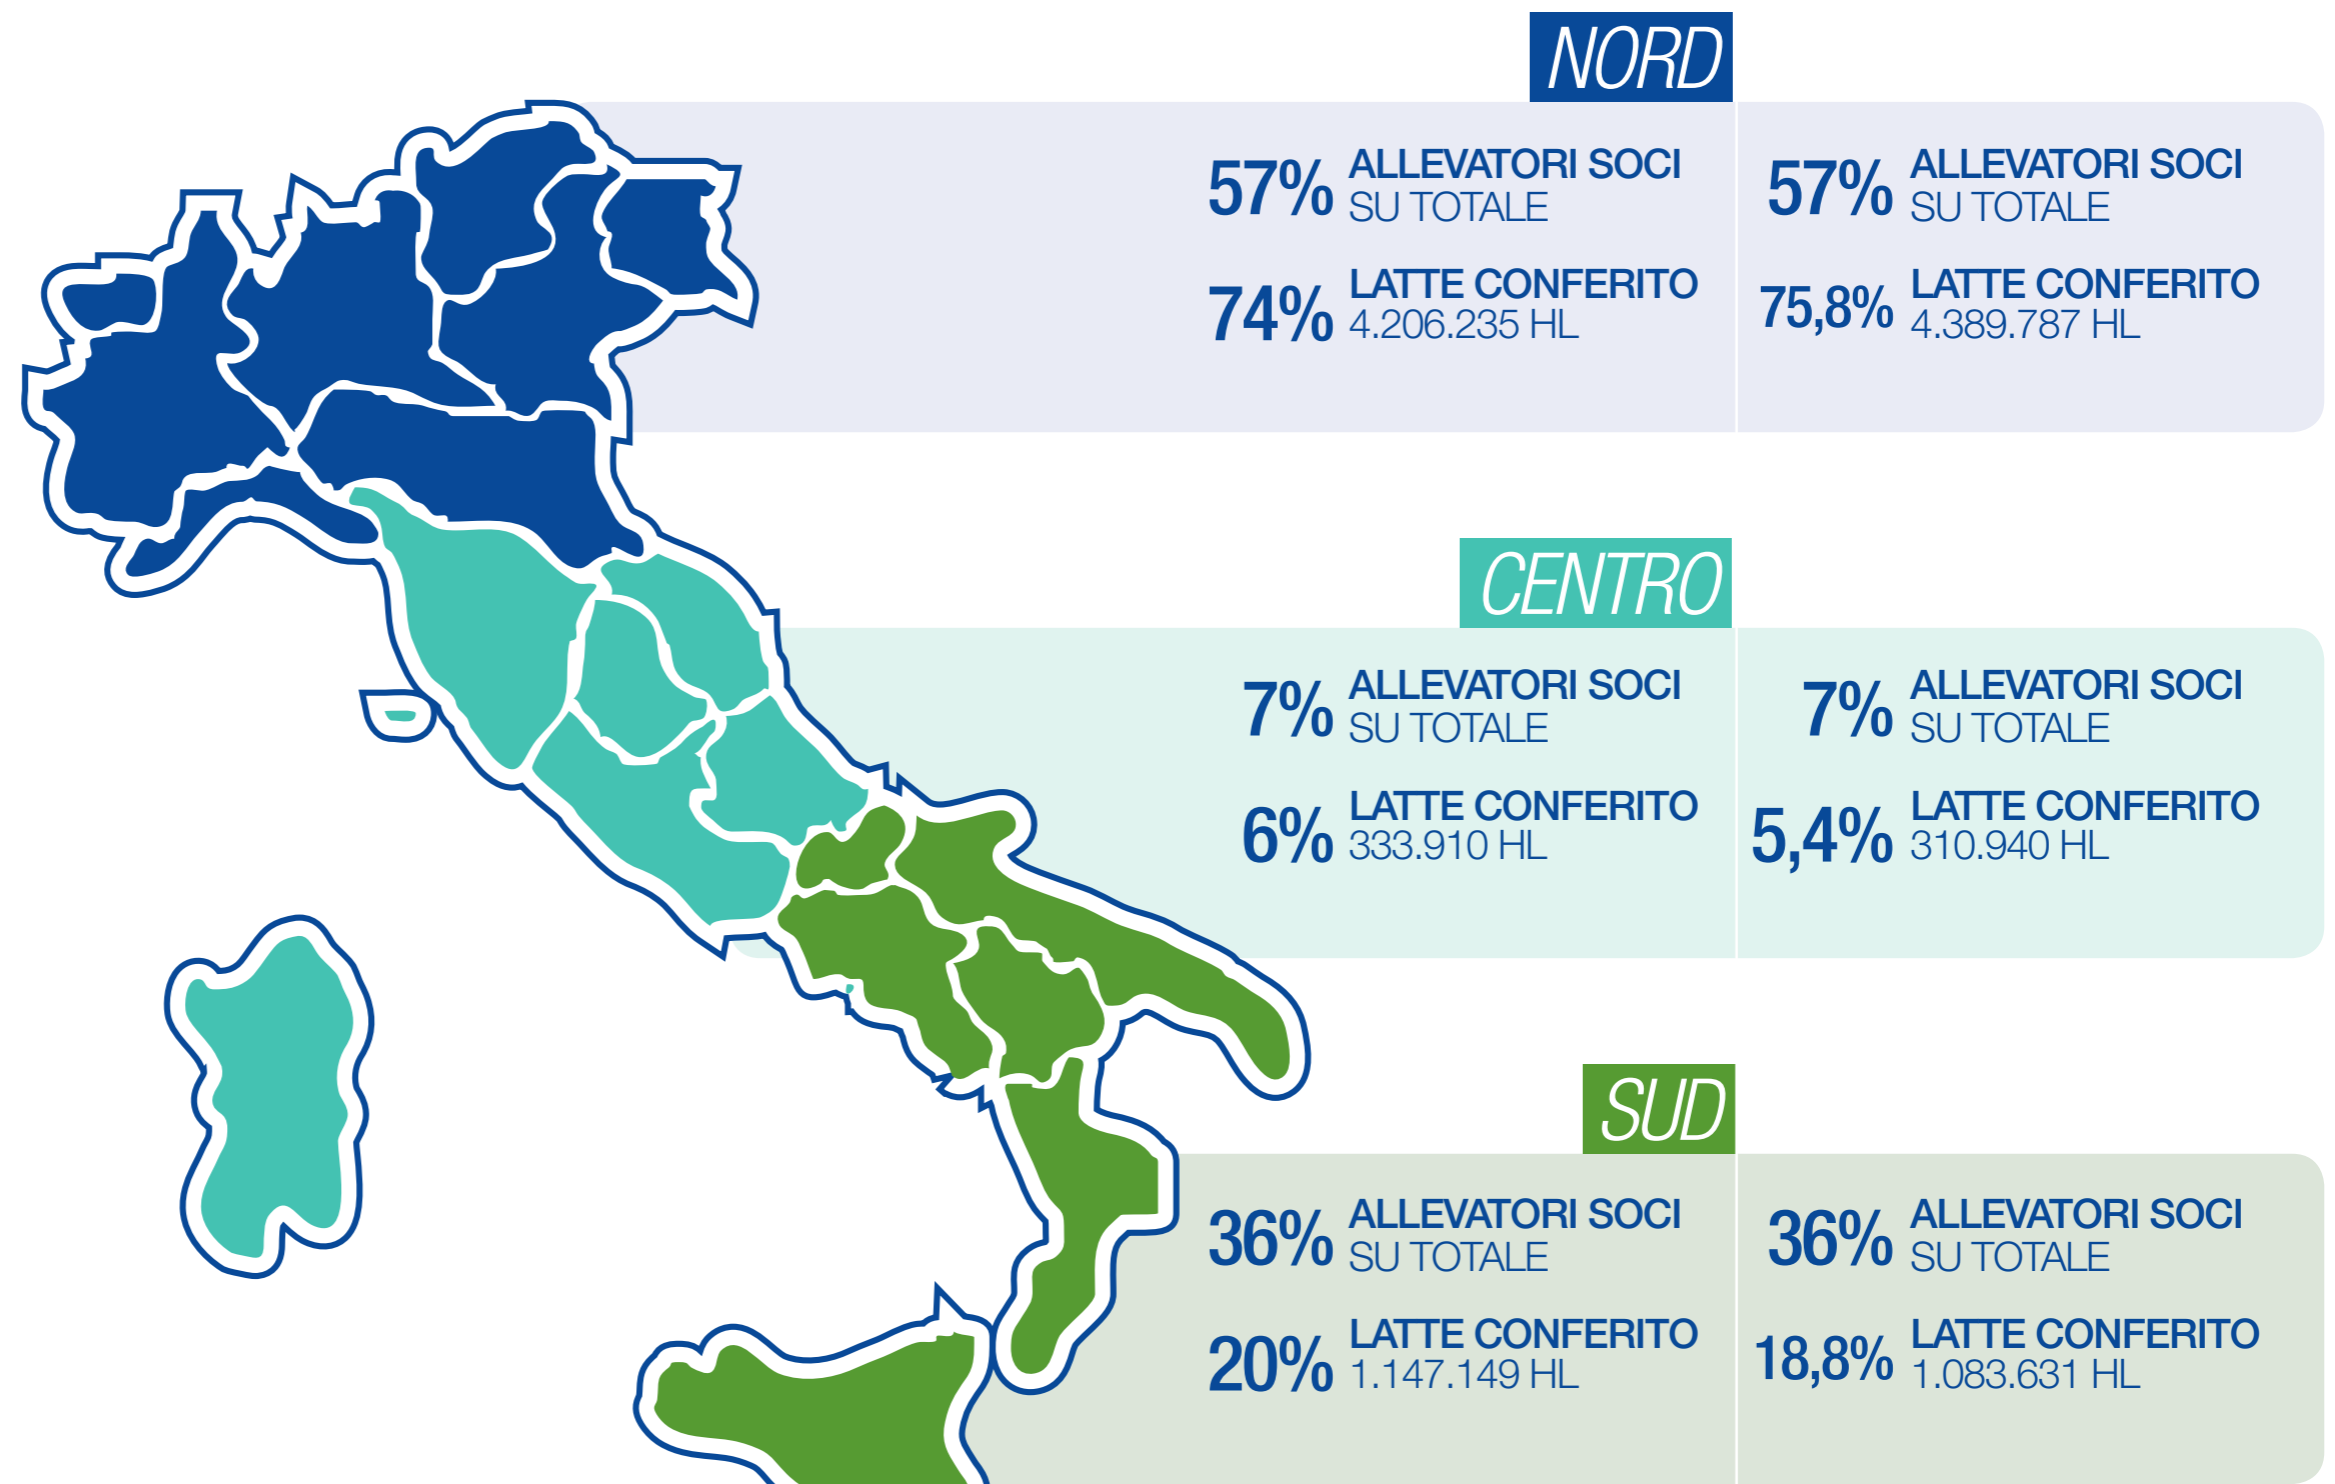 NORD
57% ALLEVATORI SOCI
SU TOTALE
74% LATTE CONFERITO
4.206.235 HL
57% ALLEVATORI SOCI
SU TOTALE
75,8% LATTE CONFERITO
4.389.787 HL
CENTRO
7% ALLEVATORI SOCI
SU TOTALE
6% LATTE CONFERITO
333.910 HL
7% ALLEVATORI SOCI
SU TOTALE
5,4% LATTE CONFERITO
310.940 HL
SUD
36% ALLEVATORI SOCI
SU TOTALE
20% LATTE CONFERITO
1.147.149 HL
36% ALLEVATORI SOCI
SU TOTALE
18,8% LATTE CONFERITO
1.083.631 HL